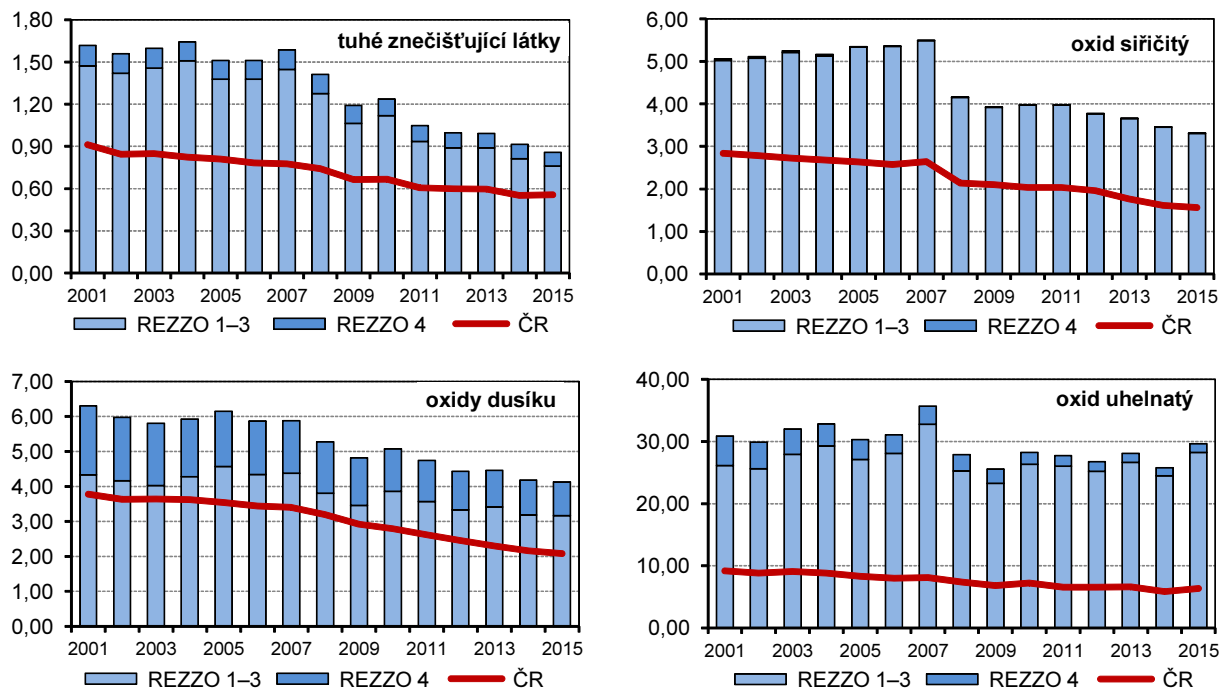 tuhé znečišťující látky
1,80
1,50
1,20
0,90
0,60
0,30
0,00
2001 2003 2005 2007 2009 2011 2013 2015
REZZO 1–3 REZZO 4 ČR
oxid siřičitý
6,00
5,00
4,00
3,00
2,00
1,00
0,00
2001 2003 2005 2007 2009 2011 2013 2015
REZZO 1–3 REZZO 4 ČR
oxidy dusíku
7,00
6,00
5,00
4,00
3,00
2,00
1,00
0,00
2001 2003 2005 2007 2009 2011 2013 2015
REZZO 1–3 REZZO 4 ČR
oxid uhelnatý
40,00
30,00
20,00
10,00
0,00
2001 2003 2005 2007 2009 2011 2013 2015
REZZO 1–3 REZZO 4 ČR